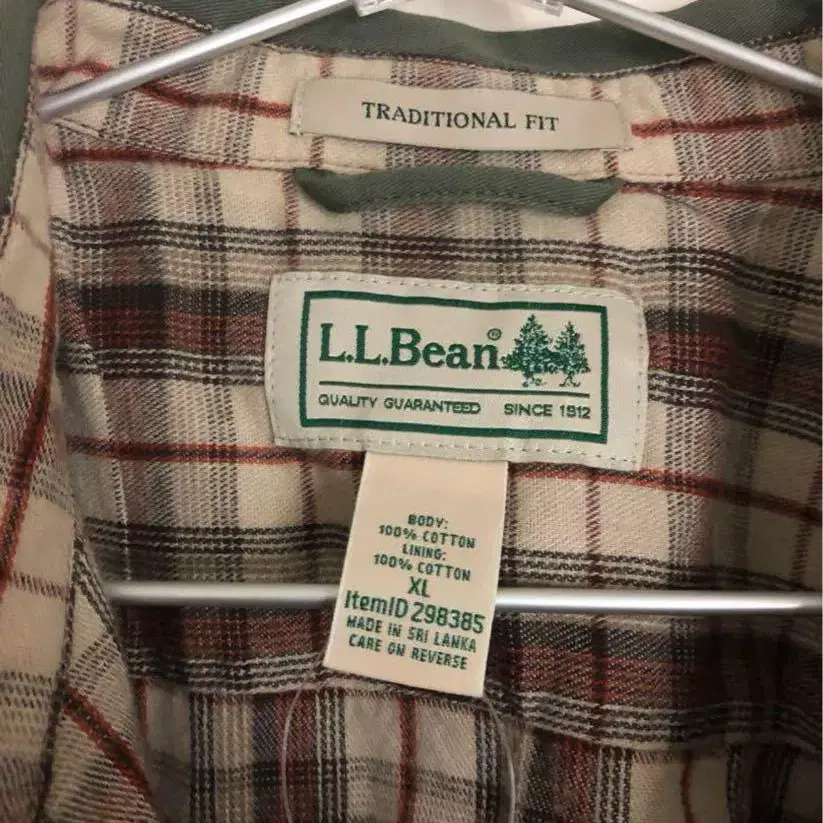 TRADITIONAL FIT
L.L.Bean®
QUALITY GUARANTEED SINCE 1912
BODY:
100% COTTON
LINING:
100% COTTON
XL
ItemID 298385
MADE IN SRI LANKA
CARE ON REVERSE